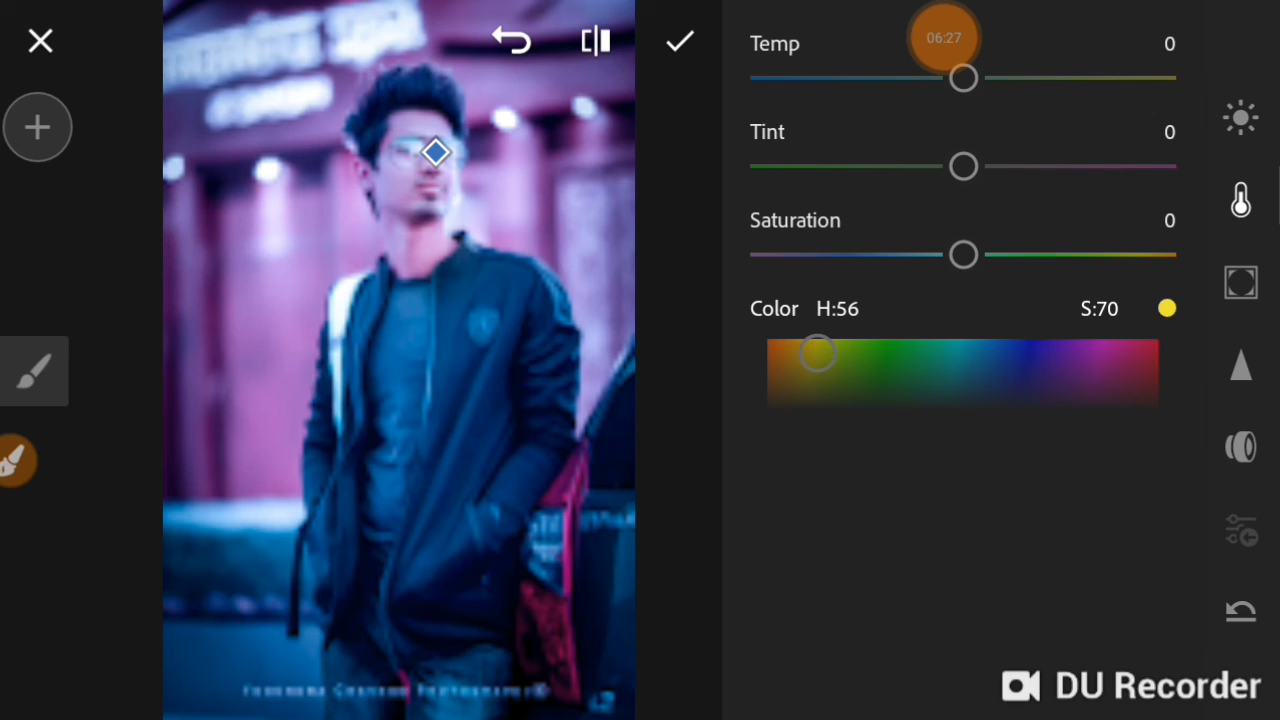 06:27
Temp 0
Tint 0
Saturation 0
Color H:56 S:70
DU Recorder